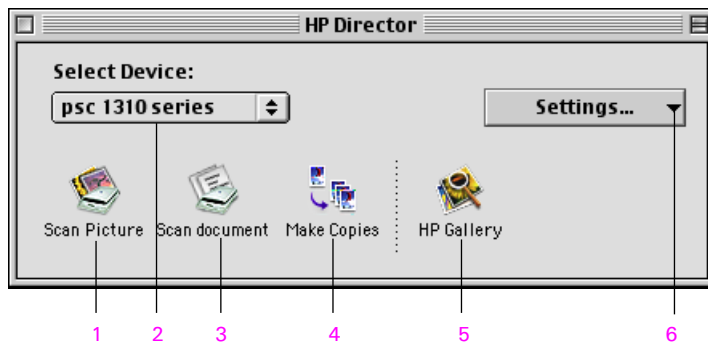 HP Director
Select Device:
psc 1310 series
Settings...
Scan Picture
Scan document
Make Copies
HP Gallery
1 2 3 4 5 6